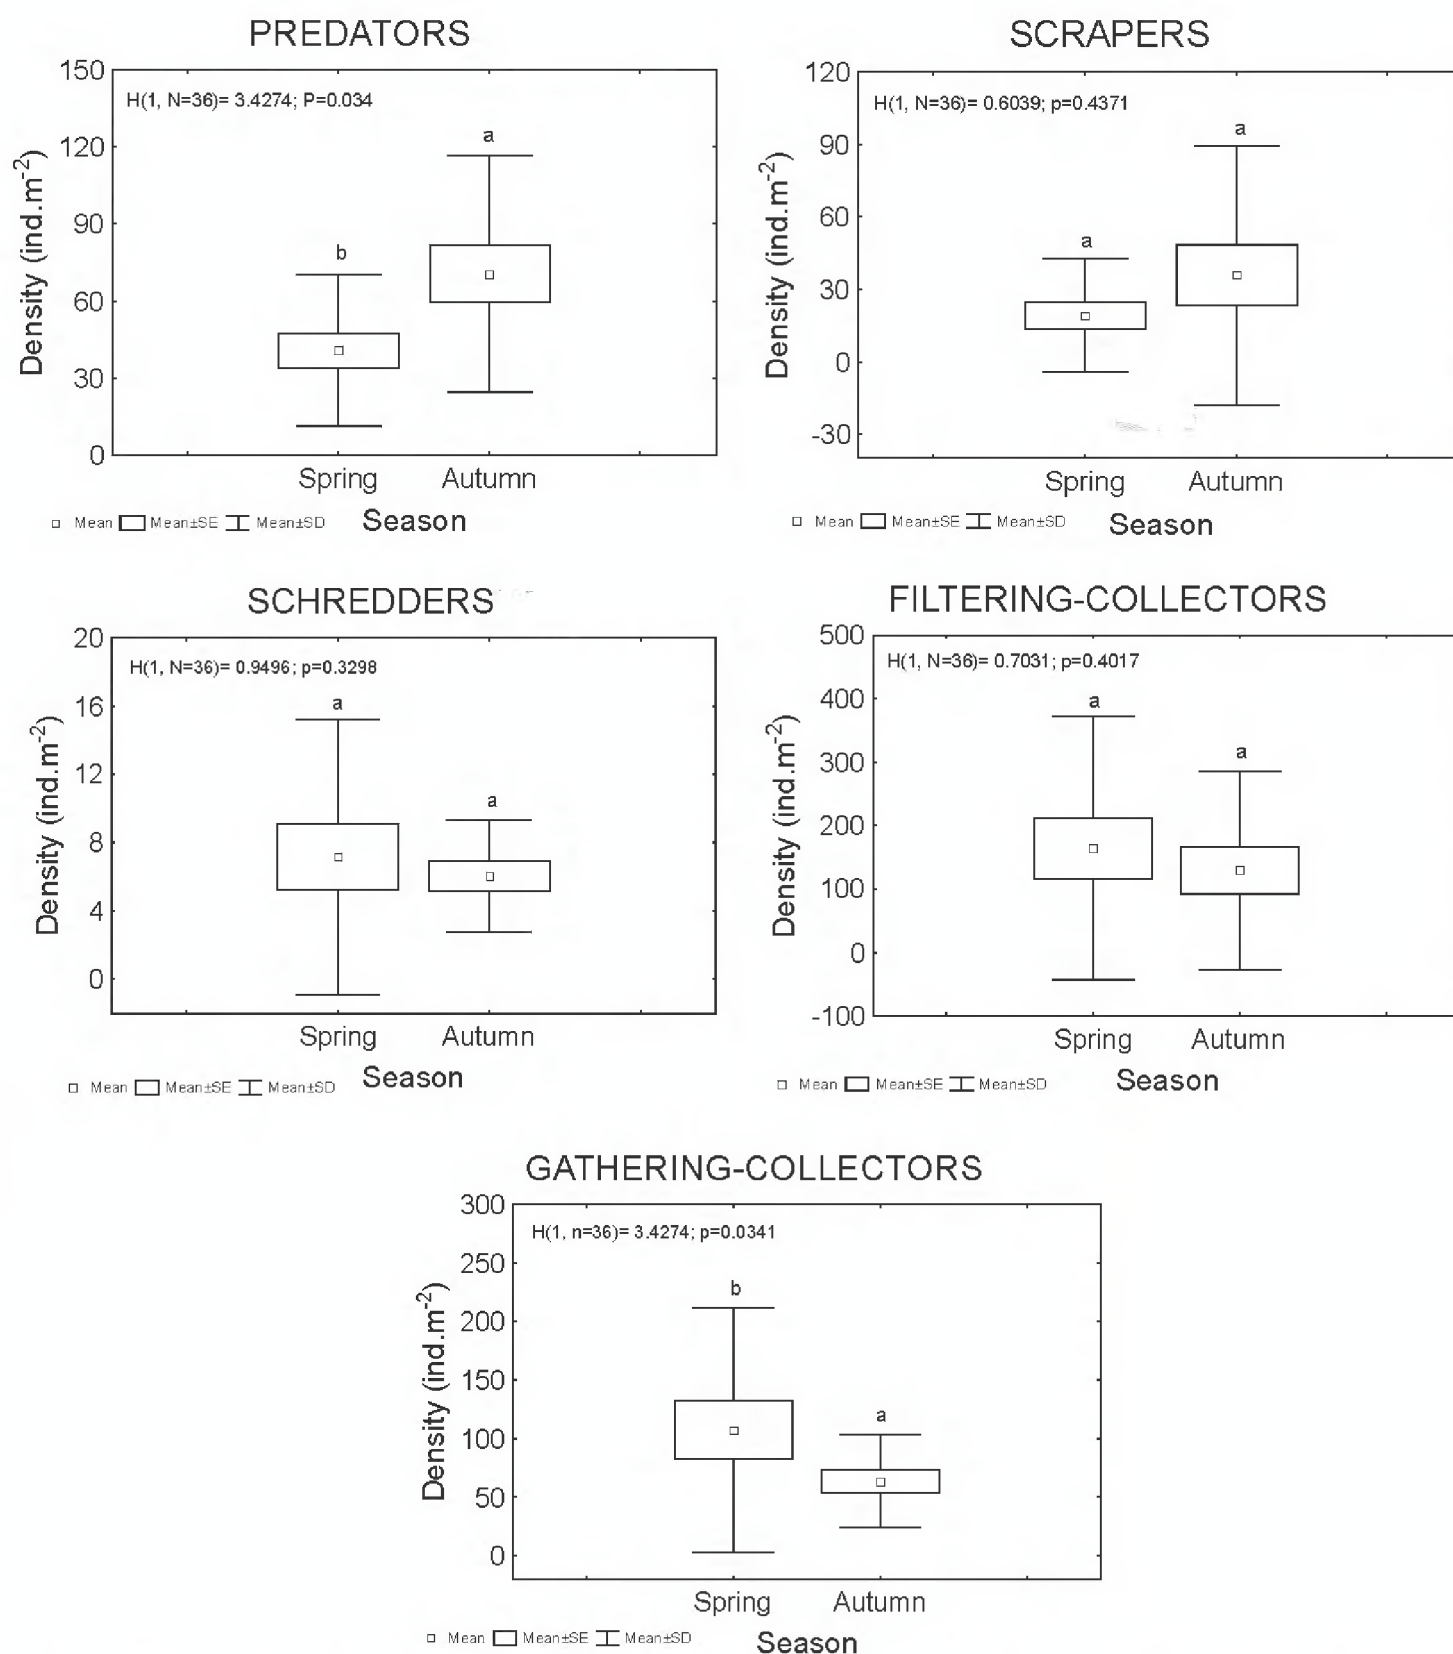 PREDATORS
150
120
90
60
30
0
Density (ind.m-2)
H(1, N=36)= 3.4274; P=0.034
b
a
Spring Autumn
Mean Mean±SE Mean±SD Season
SCRAPERS
120
90
60
30
0
-30
Density (ind.m-2)
H(1, N=36)= 0.6039; p=0.4371
a
a
Spring Autumn
Mean Mean±SE Mean±SD Season
SCHREDDERS
20
16
12
8
4
0
Density (ind.m-2)
H(1, N=36)= 0.9496; p=0.3298
a
a
Spring Autumn
Mean Mean±SE Mean±SD Season
FILTERING-COLLECTORS
500
400
300
200
100
0
-100
Density (ind.m-2)
H(1, N=36)= 0.7031; p=0.4017
a
a
Spring Autumn
Mean Mean±SE Mean±SD Season
GATHERING-COLLECTORS
300
250
200
150
100
50
0
Density (ind.m-2)
H(1, n=36)= 3.4274; p=0.0341
b
a
Spring Autumn
Mean Mean±SE Mean±SD Season